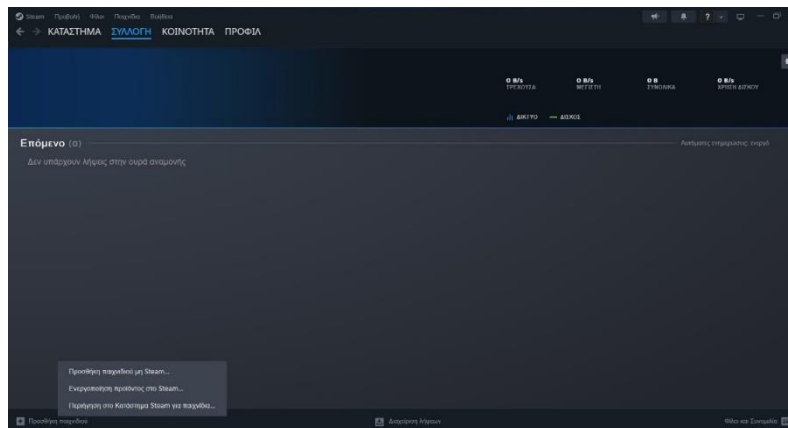 Steam Προβολή Φίλοι Παιχνίδια Βοήθεια
ΚΑΤΑΣΤΗΜΑ ΣΥΛΛΟΓΗ ΚΟΙΝΟΤΗΤΑ ΠΡΟΦΙΛ
0 B/s 0 B/s 0 B 0 B/s
ΤΡΕΧΟΥΣΑ ΜΕΓΙΣΤΗ ΣΥΝΟΛΙΚΑ ΧΡΗΣΗ ΔΙΣΚΟΥ
ΔΙΚΤΥΟ ΔΙΣΚΟΣ
Επόμενο (0) Αυτόματες ενημερώσεις: ενεργό
Δεν υπάρχουν λήψεις στην ουρά αναμονής
Προσθήκη παιχνιδιού μη Steam...
Ενεργοποίηση προϊόντος στο Steam...
Περιήγηση στο Κατάστημα Steam για παιχνίδια...
Προσθήκη παιχνιδιού Διαχείριση λήψεων Φίλοι και Συνομιλία